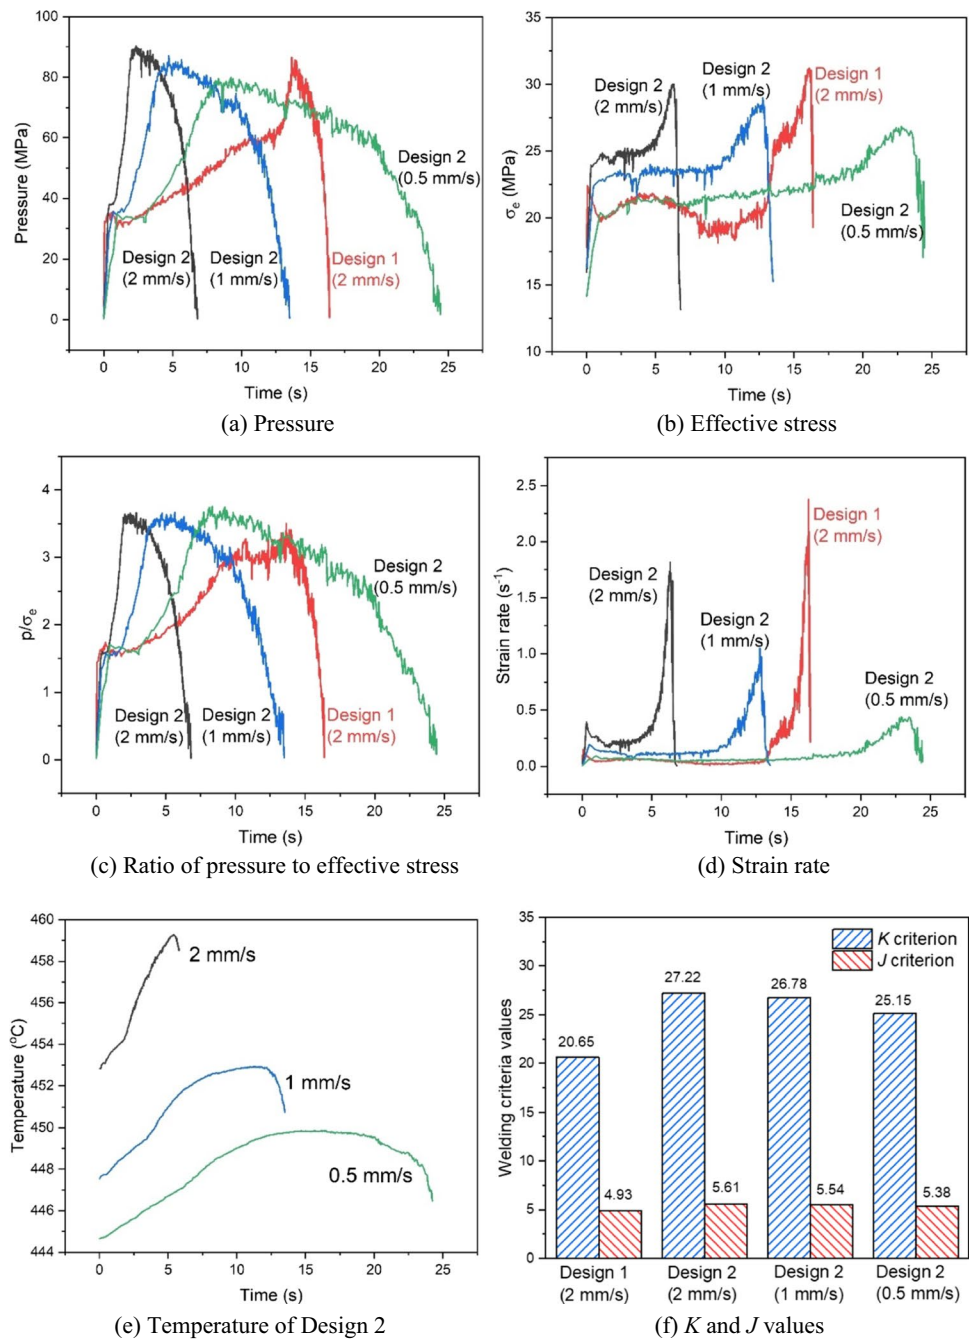 100
80
60
40
20
0
Pressure (MPa)
Design 2
(0.5 mm/s)
Design 2
(2 mm/s)
Design 2
(1 mm/s)
Design 1
(2 mm/s)
0 5 10 15 20 25
Time (s)
(a) Pressure
35
30
25
20
15
10
σe (MPa)
Design 2
(2 mm/s)
Design 2
(1 mm/s)
Design 1
(2 mm/s)
Design 2
(0.5 mm/s)
0 5 10 15 20 25
Time (s)
(b) Effective stress
4
3
2
1
0
p/σe
Design 2
(0.5 mm/s)
Design 2
(2 mm/s)
Design 2
(1 mm/s)
Design 1
(2 mm/s)
0 5 10 15 20 25
Time (s)
(c) Ratio of pressure to effective stress
2.5
2.0
1.5
1.0
0.5
0.0
Strain rate (s⁻¹)
Design 1
(2 mm/s)
Design 2
(2 mm/s)
Design 2
(1 mm/s)
Design 2
(0.5 mm/s)
0 5 10 15 20 25
Time (s)
(d) Strain rate
460
458
456
454
452
450
448
446
444
Temperature (°C)
2 mm/s
1 mm/s
0.5 mm/s
0 5 10 15 20 25
Time (s)
(e) Temperature of Design 2
35
30
25
20
15
10
5
0
Welding criteria values
K criterion
J criterion
20.65
4.93
27.22
5.61
26.78
5.54
25.15
5.38
Design 1
(2 mm/s)
Design 2
(2 mm/s)
Design 2
(1 mm/s)
Design 2
(0.5 mm/s)
(f) K and J values